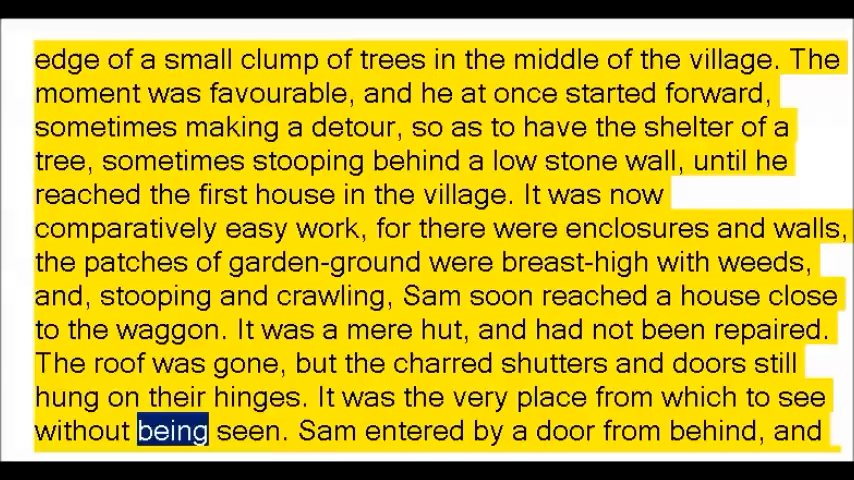 edge of a small clump of trees in the middle of the village. The
moment was favourable, and he at once started forward,
sometimes making a detour, so as to have the shelter of a
tree, sometimes stooping behind a low stone wall, until he
reached the first house in the village. It was now
comparatively easy work, for there were enclosures and walls,
the patches of garden-ground were breast-high with weeds,
and, stooping and crawling, Sam soon reached a house close
to the waggon. It was a mere hut, and had not been repaired.
The roof was gone, but the charred shutters and doors still
hung on their hinges. It was the very place from which to see
without being seen. Sam entered by a door from behind, and